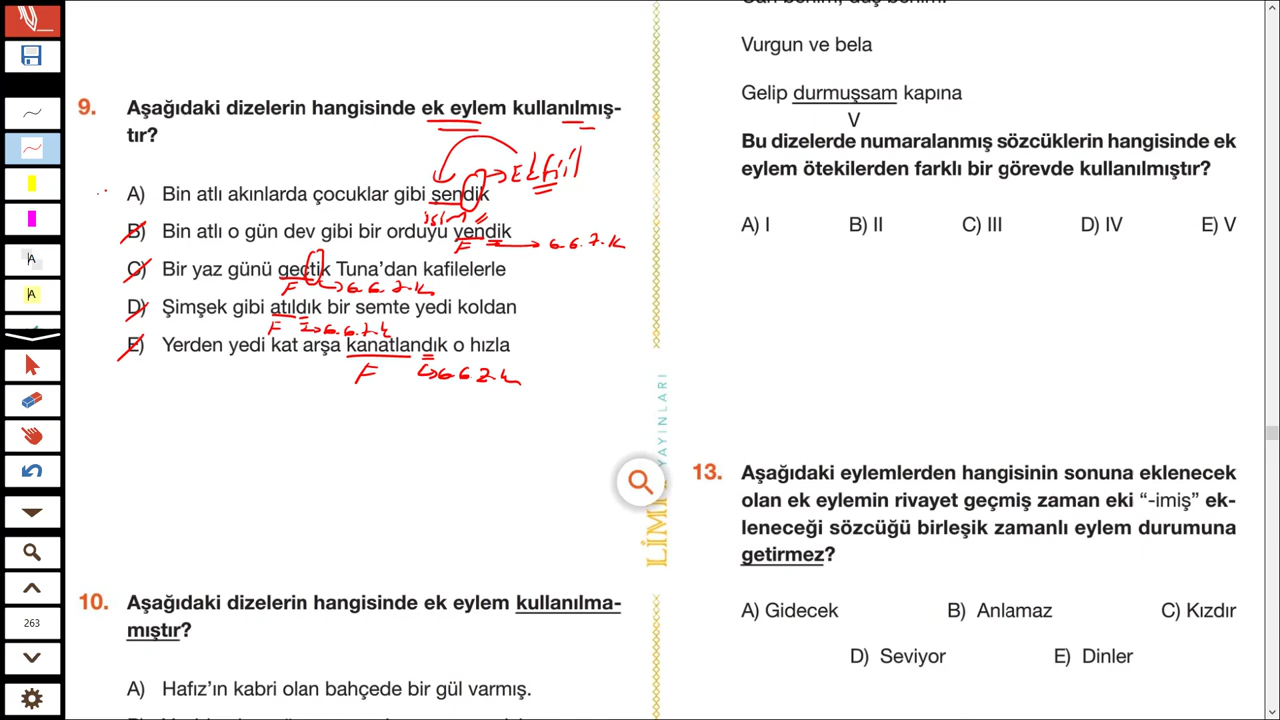 9. Aşağıdaki dizelerin hangisinde ek eylem kullanılmış-
tır?
Ek fiil
A) Bin atlı akınlarda çocuklar gibi şendik
isim
B) Bin atlı o gün dev gibi bir orduyu yendik
F G.G.Z.K
C) Bir yaz günü geçtik Tuna’dan kafilelerle
F G.G.Z.K
D) Şimşek gibi atıldık bir semte yedi koldan
F G.G.Z.K
E) Yerden yedi kat arşa kanatlandık o hızla
F G.G.Z.K
10. Aşağıdaki dizelerin hangisinde ek eylem kullanılma-
mıştır?
A) Hafız’ın kabri olan bahçede bir gül varmış.
LİM
YAYINLARI
Vurgun ve bela
Gelip durmuşsam kapına
V
Bu dizelerde numaralanmış sözcüklerin hangisinde ek
eylem ötekilerden farklı bir görevde kullanılmıştır?
A) I B) II C) III D) IV E) V
13. Aşağıdaki eylemlerden hangisinin sonuna eklenecek
olan ek eylemin rivayet geçmiş zaman eki “-imiş” ek-
leneceği sözcüğü birleşik zamanlı eylem durumuna
getirmez?
A) Gidecek B) Anlamaz C) Kızdır
D) Seviyor E) Dinler
A
A
263